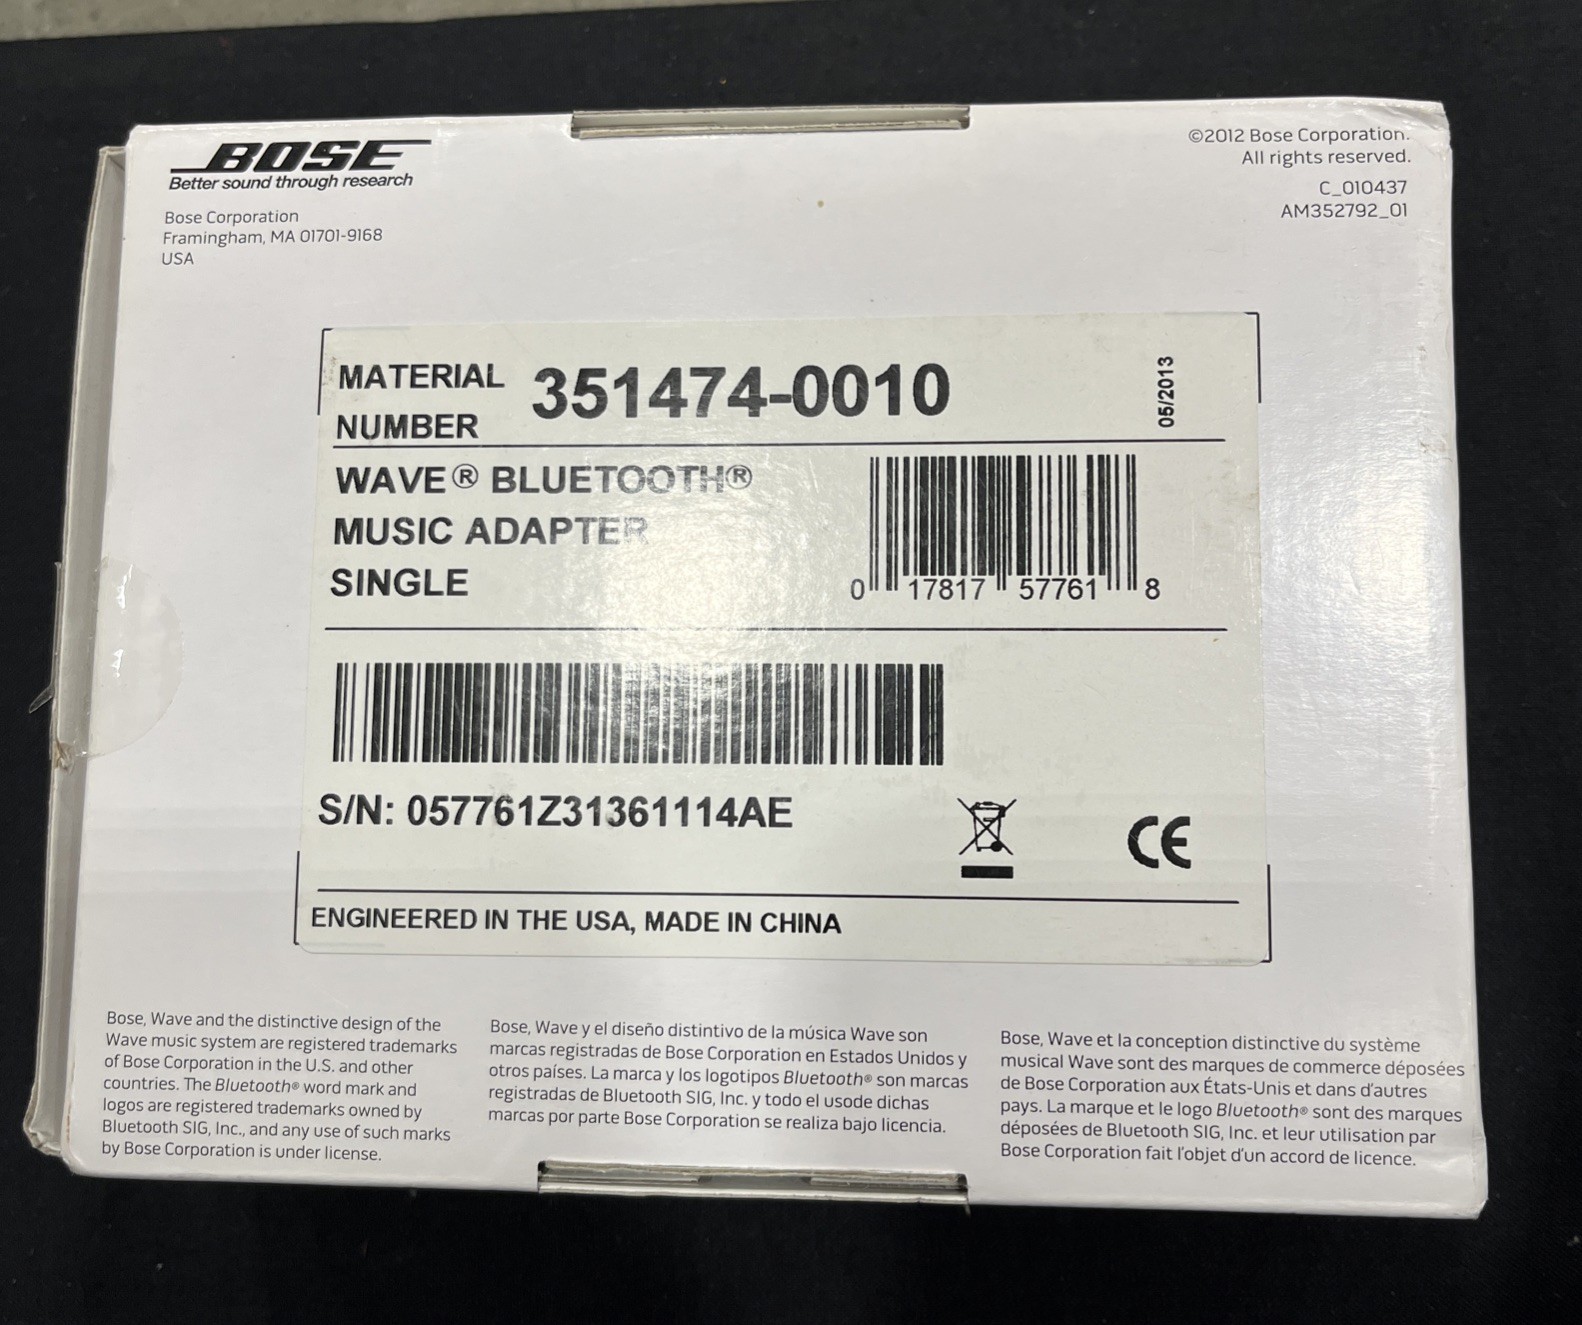 BOSE
Better sound through research
Bose Corporation
Framingham, MA 01701-9168
USA
©2012 Bose Corporation.
All rights reserved.
C_010437
AM352792_01
MATERIAL
NUMBER
351474-0010
05/2013
WAVE® BLUETOOTH®
MUSIC ADAPTER
SINGLE
0 17817 57761 8
S/N: 057761Z31361114AE
CE
ENGINEERED IN THE USA, MADE IN CHINA
Bose, Wave and the distinctive design of the
Wave music system are registered trademarks
of Bose Corporation in the U.S. and other
countries. The Bluetooth® word mark and
logos are registered trademarks owned by
Bluetooth SIG, Inc., and any use of such marks
by Bose Corporation is under license.
Bose, Wave y el diseño distintivo de la música Wave son
marcas registradas de Bose Corporation en Estados Unidos y
otros países. La marca y los logotipos Bluetooth® son marcas
registradas de Bluetooth SIG, Inc. y todo el usode dichas
marcas por parte Bose Corporation se realiza bajo licencia.
Bose, Wave et la conception distinctive du système
musical Wave sont des marques de commerce déposées
de Bose Corporation aux États-Unis et dans d'autres
pays. La marque et le logo Bluetooth® sont des marques
déposées de Bluetooth SIG, Inc. et leur utilisation par
Bose Corporation fait l'objet d'un accord de licence.